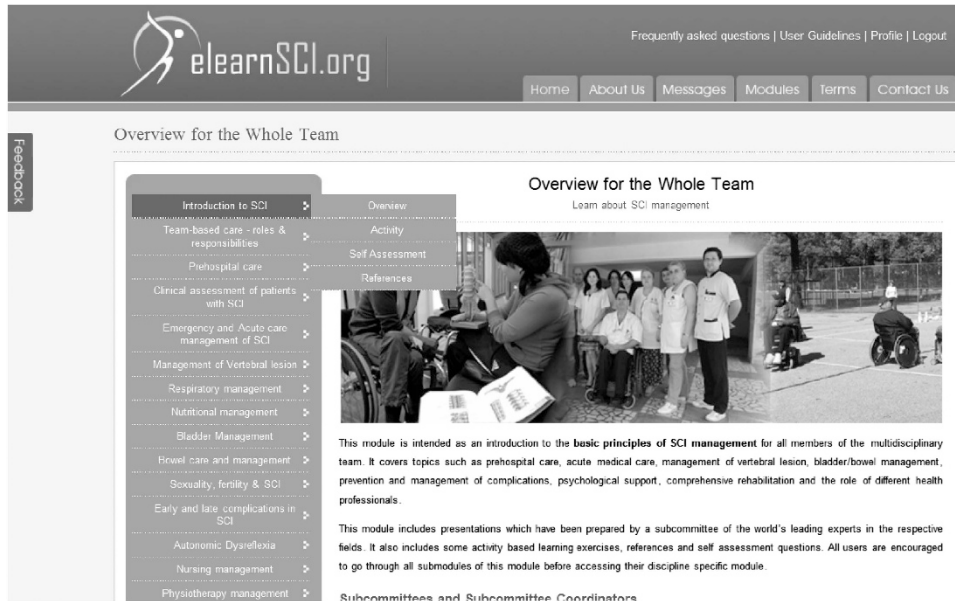 elearnSCI.org
Frequently asked questions | User Guidelines | Profile | Logout
Home
About Us
Messages
Modules
Terms
Contact Us
Feedback
Overview for the Whole Team
Introduction to SCI
Team-based care - roles &
responsibilities
Prehospital care
Clinical assessment of patients
with SCI
Emergency and Acute care
management of SCI
Management of Vertebral lesion
Respiratory management
Nutritional management
Bladder Management
Bowel care and management
Sexuality, fertility & SCI
Early and late complications in
SCI
Autonomic Dysreflexia
Nursing management
Physiotherapy management
Overview
Activity
Self Assessment
References
Overview for the Whole Team
Learn about SCI management
This module is intended as an introduction to the basic principles of SCI management for all members of the multidisciplinary
team. It covers topics such as prehospital care, acute medical care, management of vertebral lesion, bladder/bowel management,
prevention and management of complications, psychological support, comprehensive rehabilitation and the role of different health
professionals.
This module includes presentations which have been prepared by a subcommittee of the world's leading experts in the respective
fields. It also includes some activity based learning exercises, references and self assessment questions. All users are encouraged
to go through all submodules of this module before accessing their discipline specific module.
Subcommittees and Subcommittee Coordinators